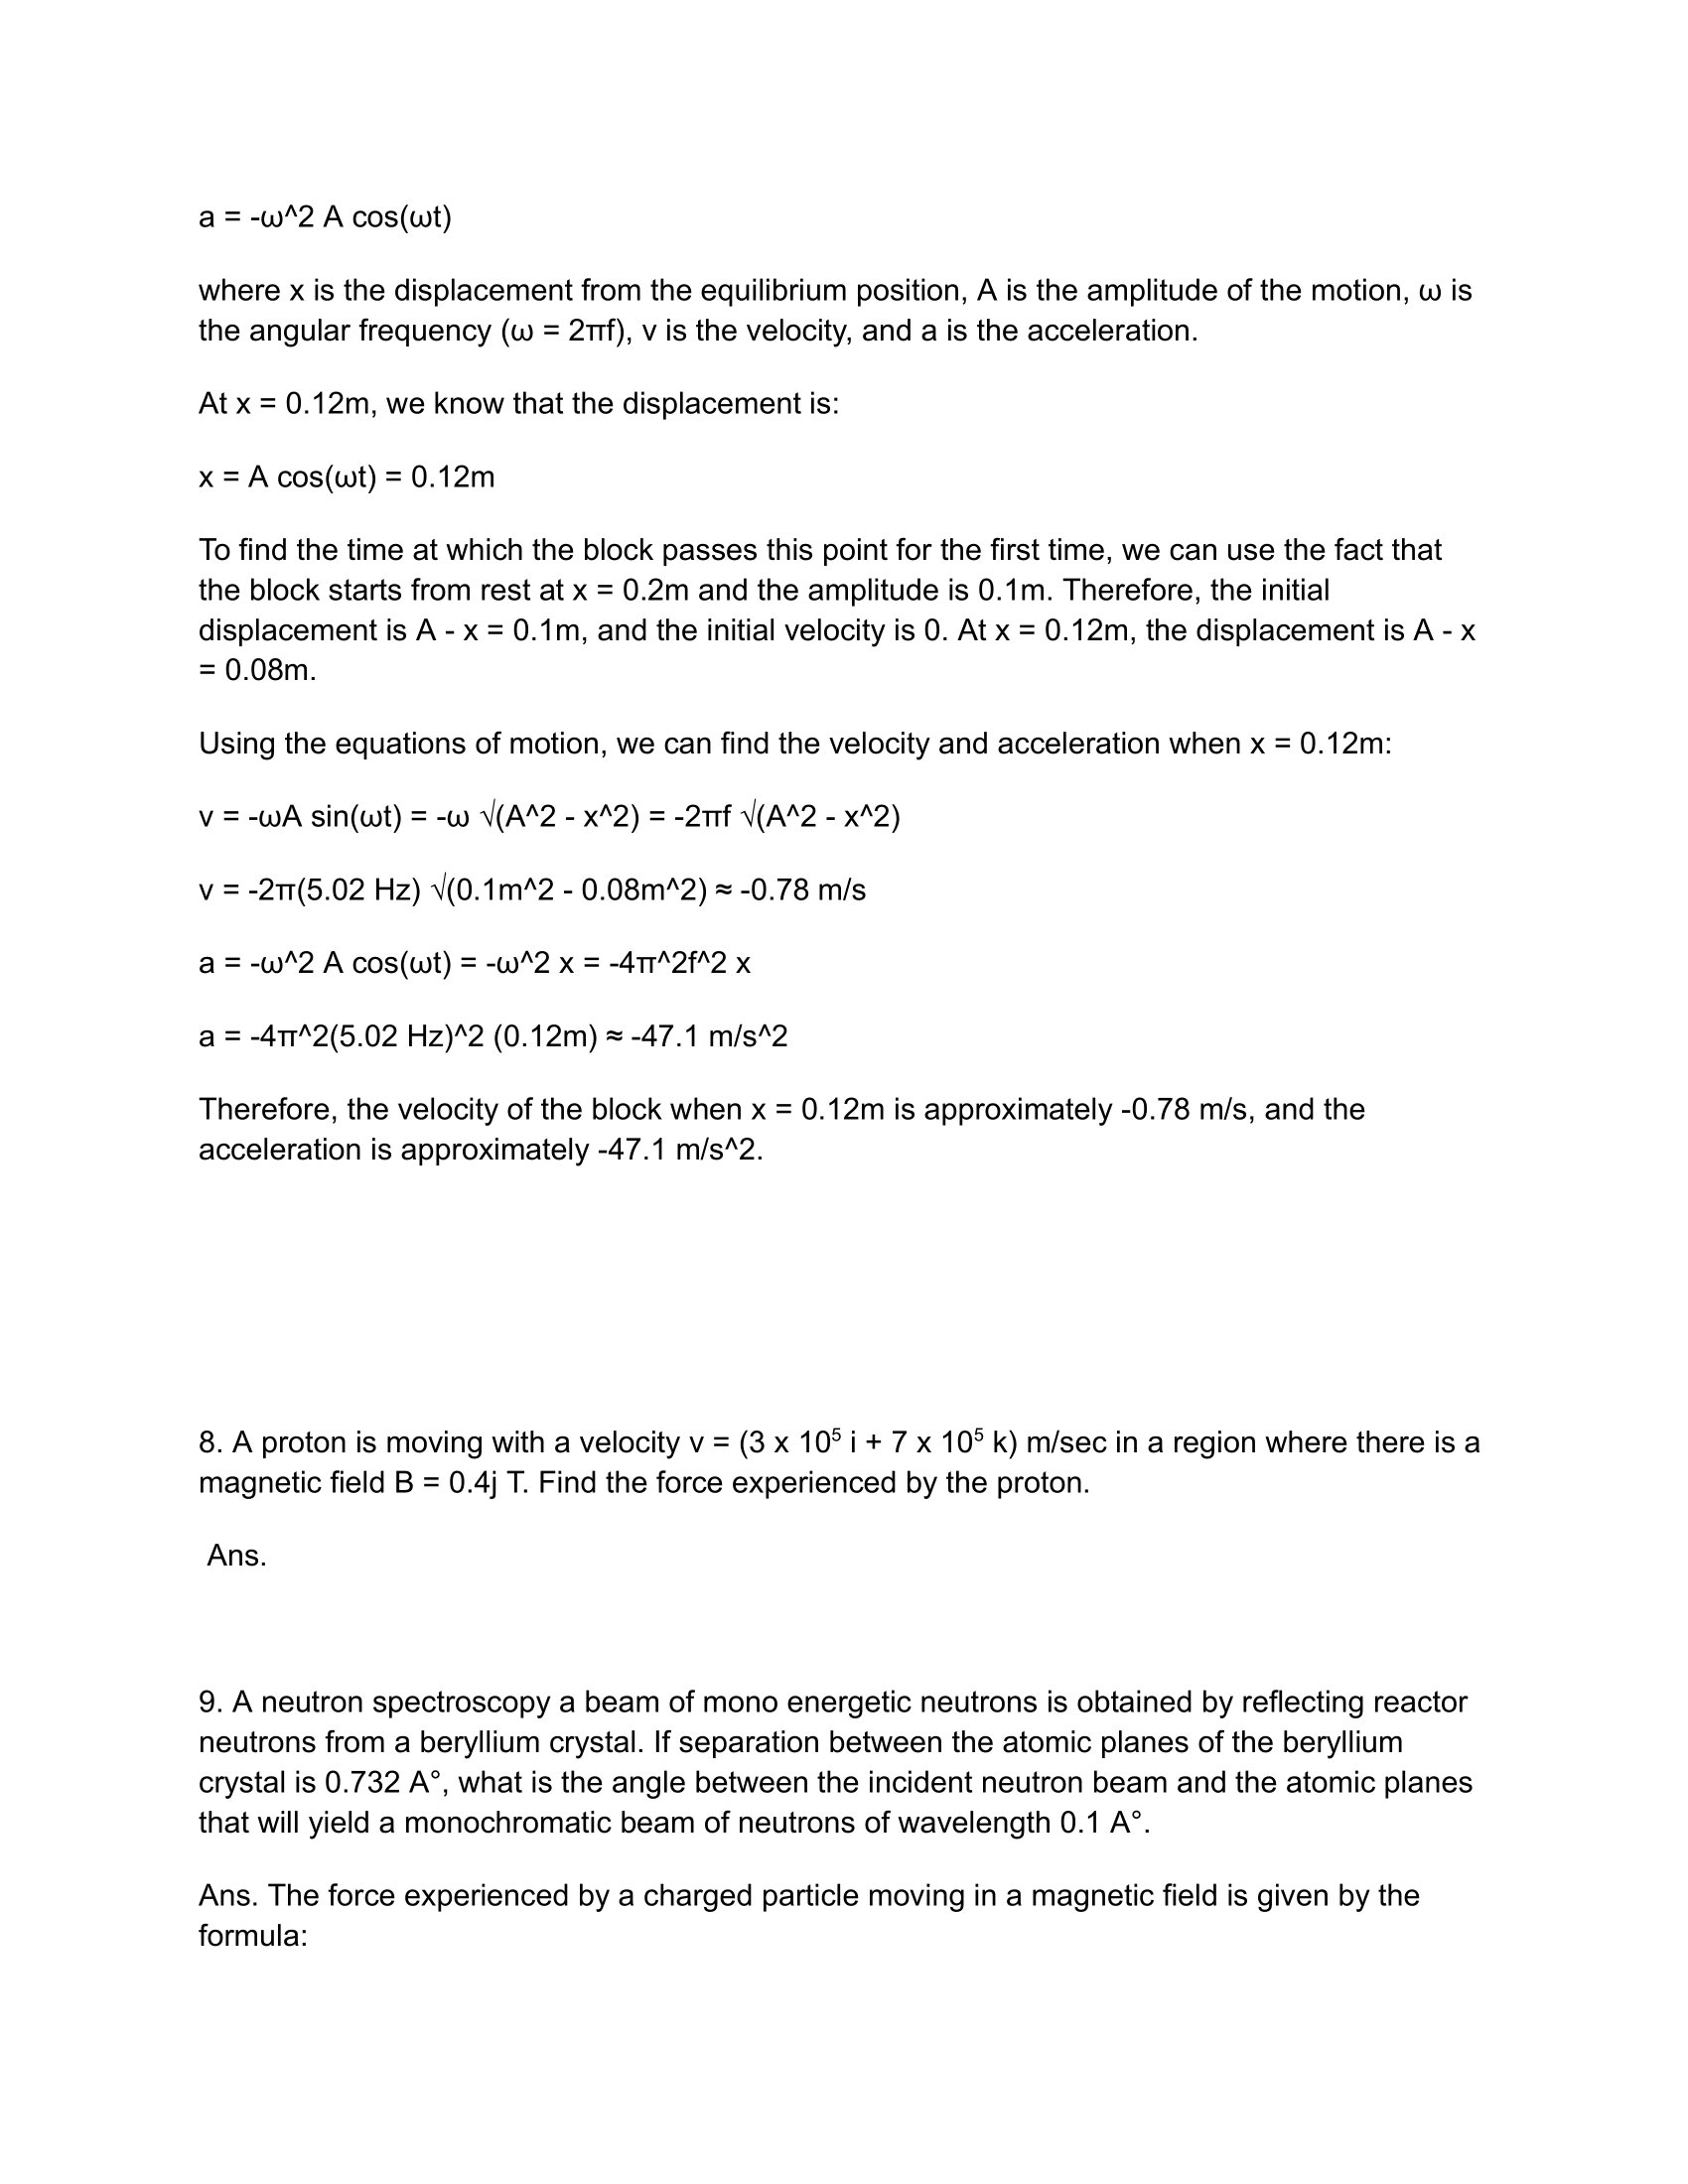 a = -ω^2 A cos(ωt)
where x is the displacement from the equilibrium position, A is the amplitude of the motion, ω is
the angular frequency (ω = 2πf), v is the velocity, and a is the acceleration.
At x = 0.12m, we know that the displacement is:
x = A cos(ωt) = 0.12m
To find the time at which the block passes this point for the first time, we can use the fact that
the block starts from rest at x = 0.2m and the amplitude is 0.1m. Therefore, the initial
displacement is A - x = 0.1m, and the initial velocity is 0. At x = 0.12m, the displacement is A - x
= 0.08m.
Using the equations of motion, we can find the velocity and acceleration when x = 0.12m:
v = -ωA sin(ωt) = -ω √(A^2 - x^2) = -2πf √(A^2 - x^2)
v = -2π(5.02 Hz) √(0.1m^2 - 0.08m^2) ≈ -0.78 m/s
a = -ω^2 A cos(ωt) = -ω^2 x = -4π^2f^2 x
a = -4π^2(5.02 Hz)^2 (0.12m) ≈ -47.1 m/s^2
Therefore, the velocity of the block when x = 0.12m is approximately -0.78 m/s, and the
acceleration is approximately -47.1 m/s^2.
8. A proton is moving with a velocity v = (3 x 10⁵ i + 7 x 10⁵ k) m/sec in a region where there is a
magnetic field B = 0.4j T. Find the force experienced by the proton.
Ans.
9. A neutron spectroscopy a beam of mono energetic neutrons is obtained by reflecting reactor
neutrons from a beryllium crystal. If separation between the atomic planes of the beryllium
crystal is 0.732 A°, what is the angle between the incident neutron beam and the atomic planes
that will yield a monochromatic beam of neutrons of wavelength 0.1 A°.
Ans. The force experienced by a charged particle moving in a magnetic field is given by the
formula: